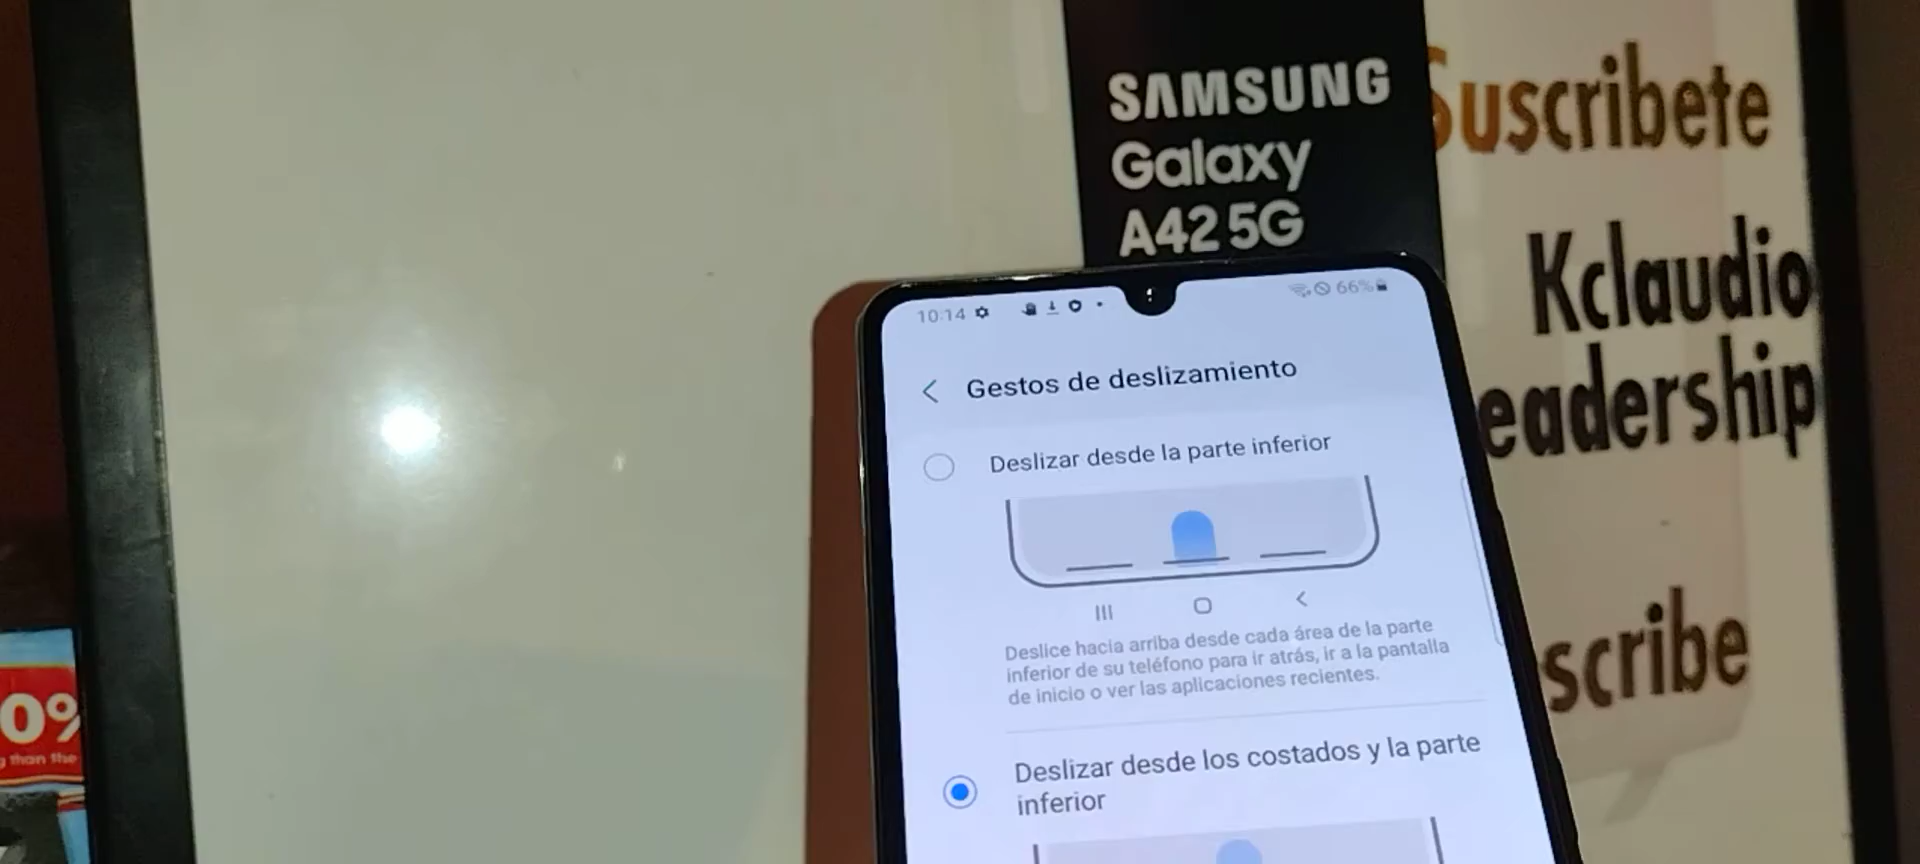 SAMSUNG
Galaxy
A42 5G
Suscribete
Kclaudio
eadership
scribe
0%
than the
10:14
66%
Gestos de deslizamiento
Deslizar desde la parte inferior
Deslice hacia arriba desde cada área de la parte
inferior de su teléfono para ir atrás, ir a la pantalla
de inicio o ver las aplicaciones recientes.
Deslizar desde los costados y la parte
inferior